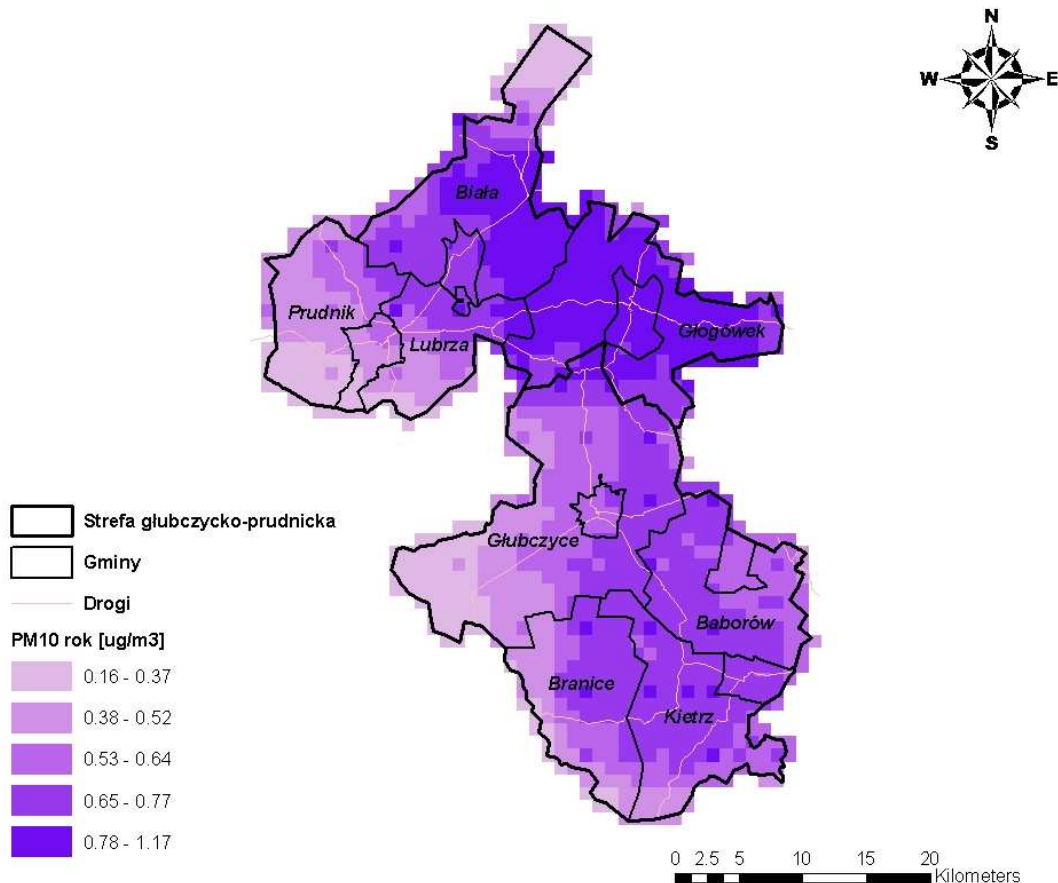 N
W E
S
Biała
Prudnik
Lubrza
Głogówek
Głubczyce
Baborów
Branice
Kietrz
Strefa głubczycko-prudnicka
Gminy
Drogi
PM10 rok [ug/m3]
0.16 - 0.37
0.38 - 0.52
0.53 - 0.64
0.65 - 0.77
0.78 - 1.17
0 2.5 5 10 15 20
Kilometers